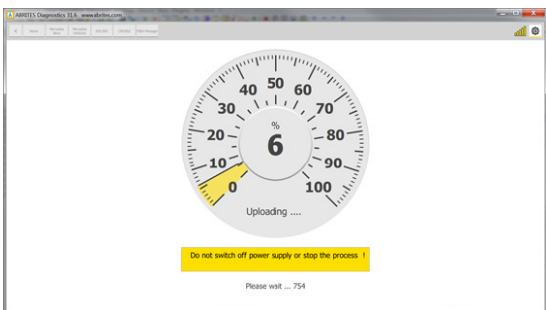 ABRITES Diagnostics 31.6 www.abrites.com
Home
50
40
60
30
70
%
20
6
80
10
90
0
100
Uploading ....
Do not switch off power supply or stop the process !
Please wait ... 754